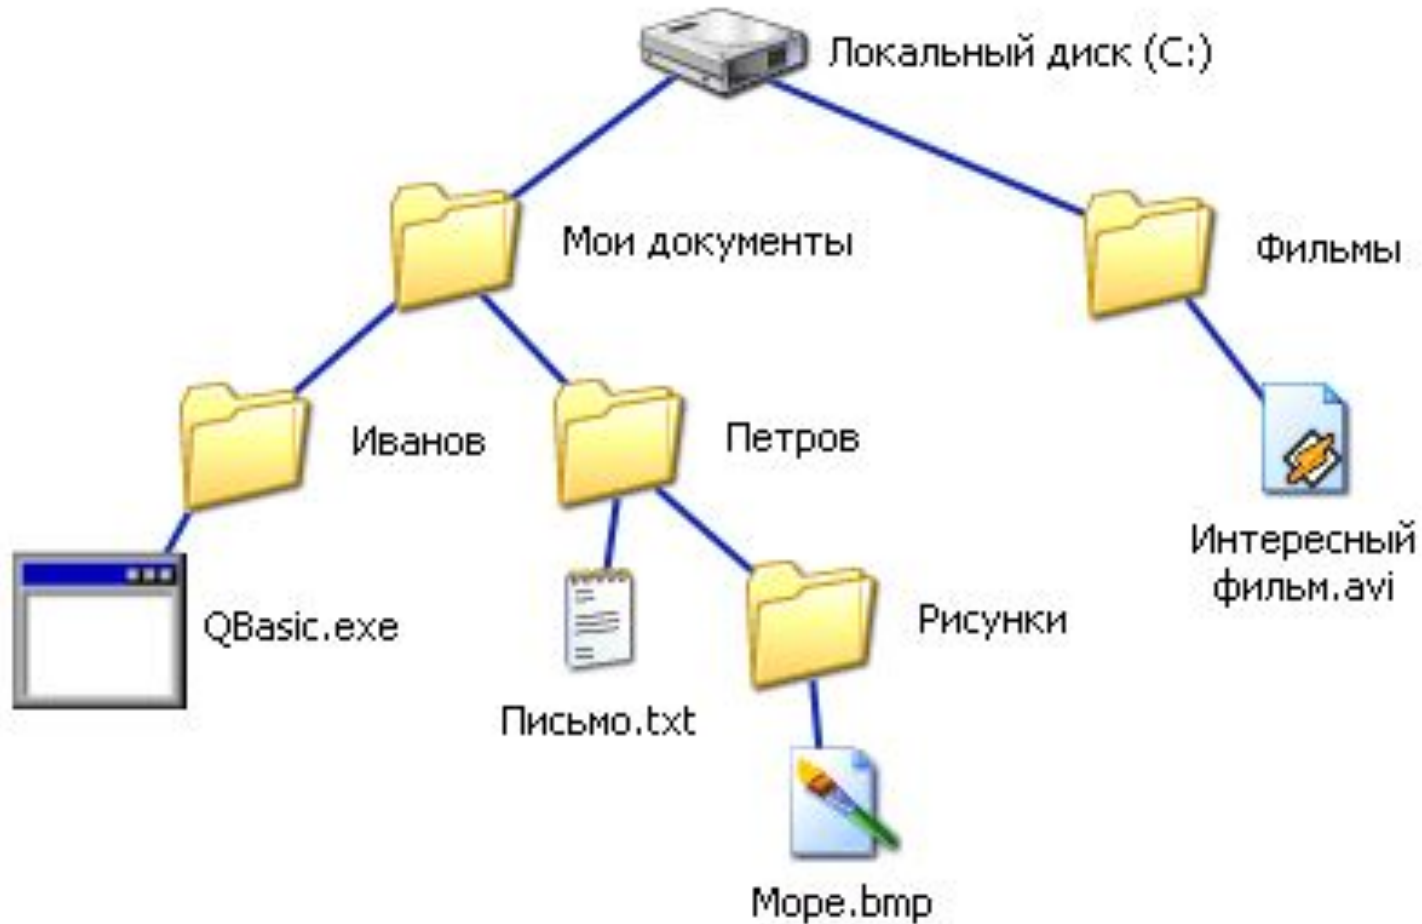 Локальный диск (C:)
Мои документы
Фильмы
Иванов
Петров
Интересный
фильм.avi
QBasic.exe
Рисунки
Письмо.txt
Море.bmp